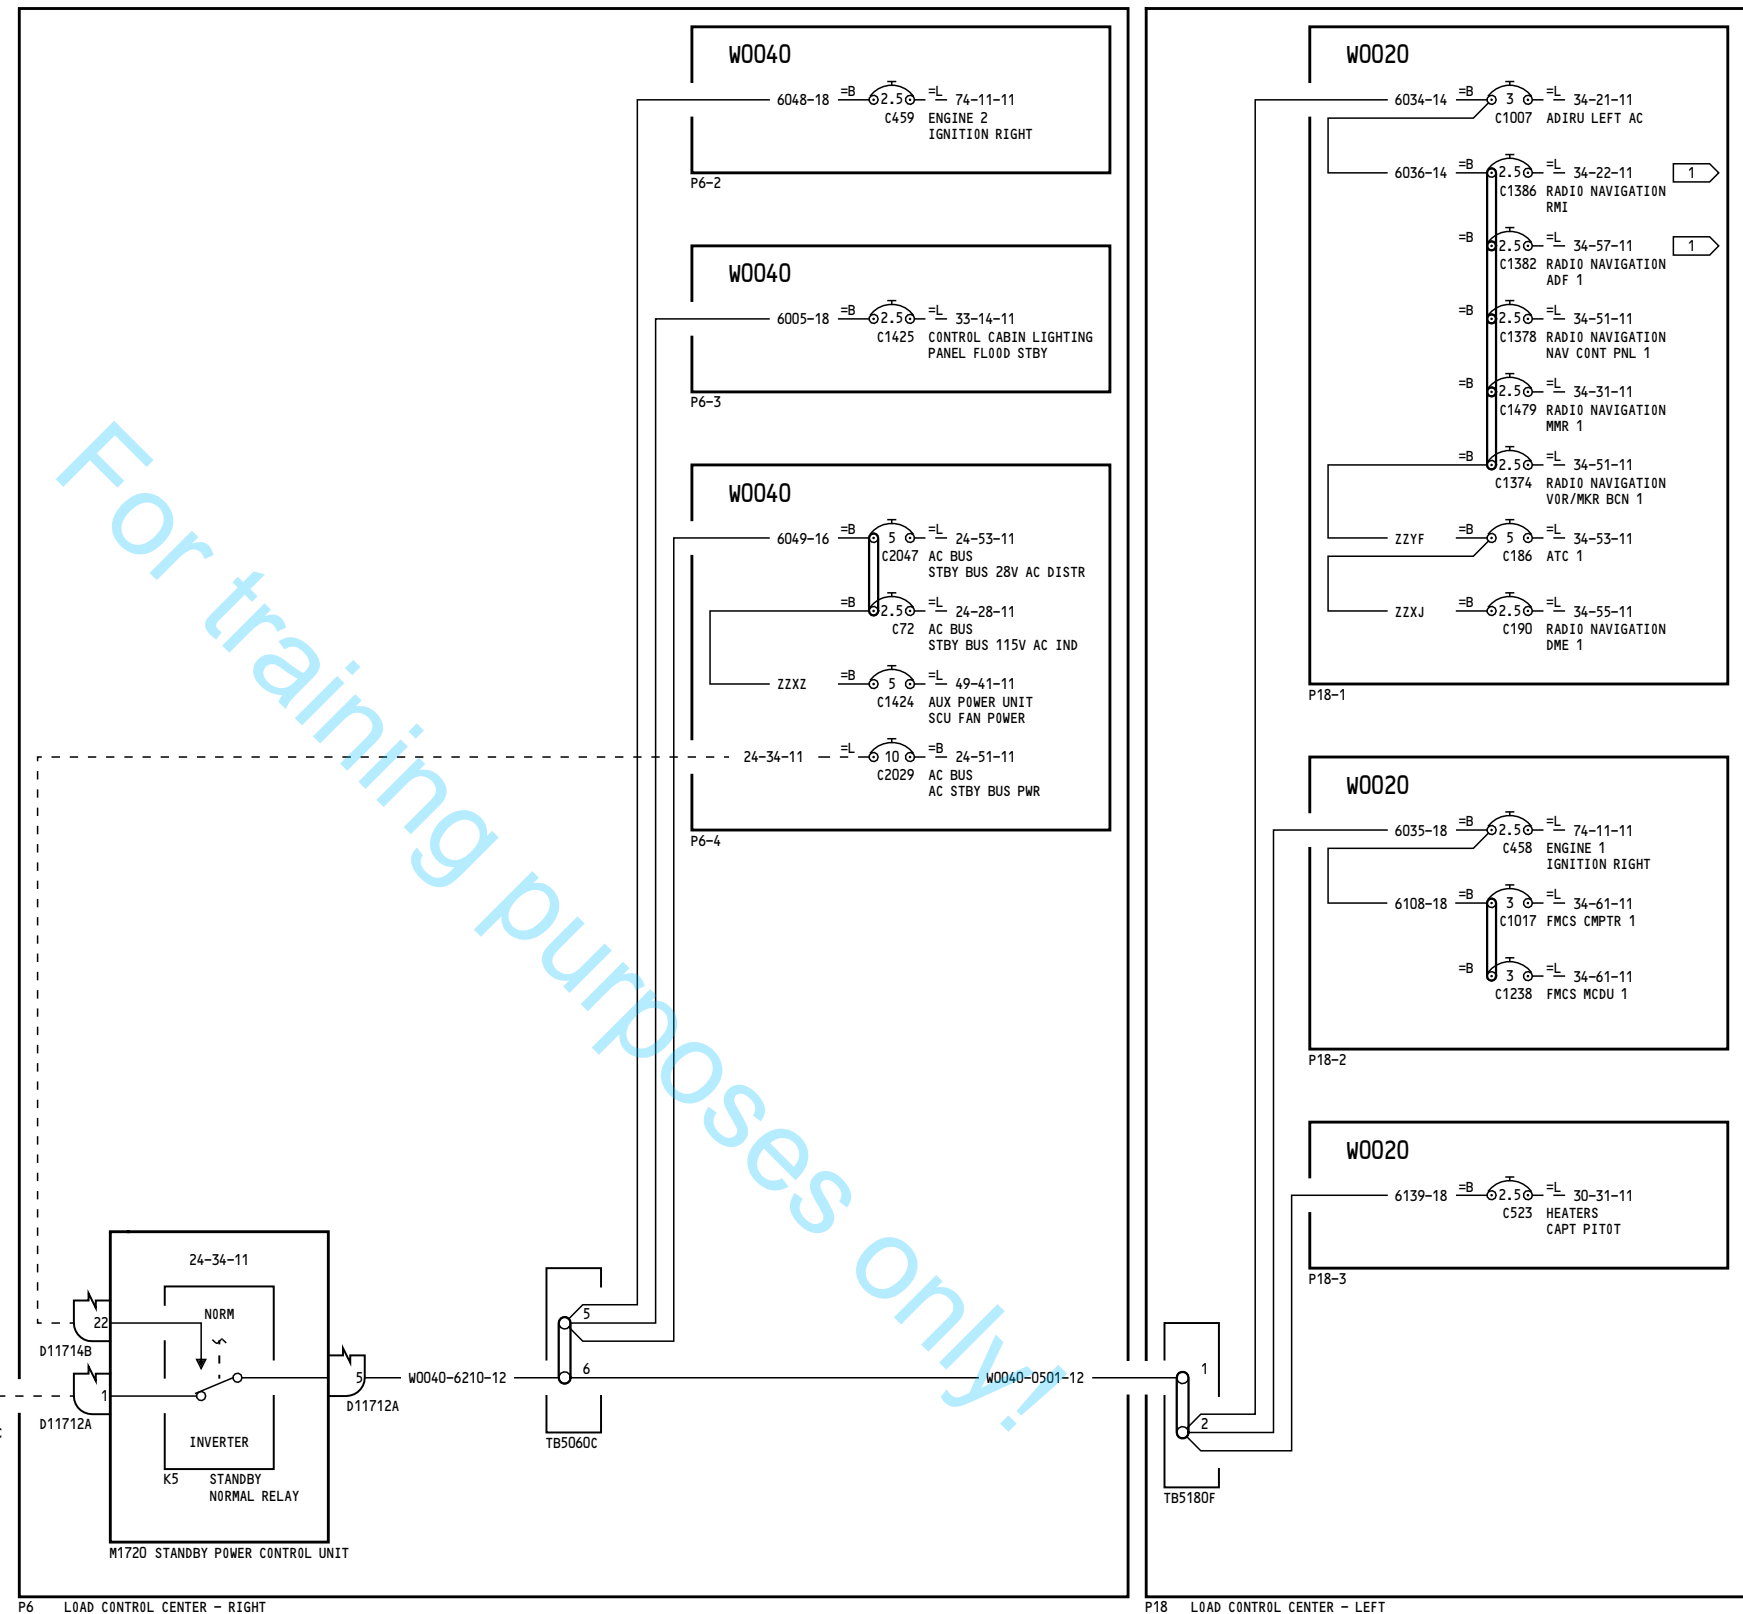 W0040
6048-18 =B 2.5 =L 74-11-11
C459 ENGINE 2
IGNITION RIGHT
P6-2
W0040
6005-18 =B 2.5 =L 33-14-11
C1425 CONTROL CABIN LIGHTING
PANEL FLOOD STBY
P6-3
W0040
6049-16 =B 5 =L 24-53-11
C2047 AC BUS
STBY BUS 28V AC DISTR
=B 2.5 =L 24-28-11
C72 AC BUS
STBY BUS 115V AC IND
ZZXZ =B 5 =L 49-41-11
C1424 AUX POWER UNIT
SCU FAN POWER
24-34-11 =L 10 =B 24-51-11
C2029 AC BUS
AC STBY BUS PWR
P6-4
24-34-11
NORM
22
D11714B
1
D11712A
INVERTER
K5 STANDBY
NORMAL RELAY
M1720 STANDBY POWER CONTROL UNIT
5
D11712A
W0040-6210-12
5
6
TB5060C
W0040-0501-12
P6 LOAD CONTROL CENTER - RIGHT
W0020
6034-14 =B 3 =L 34-21-11
C1007 ADIRU LEFT AC
6036-14 =B 2.5 =L 34-22-11 1
C1386 RADIO NAVIGATION
RMI
=B 2.5 =L 34-57-11 1
C1382 RADIO NAVIGATION
ADF 1
=B 2.5 =L 34-51-11
C1378 RADIO NAVIGATION
NAV CONT PNL 1
=B 2.5 =L 34-31-11
C1479 RADIO NAVIGATION
MMR 1
=B 2.5 =L 34-51-11
C1374 RADIO NAVIGATION
VOR/MKR BCN 1
ZZYF =B 5 =L 34-53-11
C186 ATC 1
ZZXJ =B 2.5 =L 34-55-11
C190 RADIO NAVIGATION
DME 1
P18-1
W0020
6035-18 =B 2.5 =L 74-11-11
C458 ENGINE 1
IGNITION RIGHT
6108-18 =B 3 =L 34-61-11
C1017 FMCS CMPTR 1
=B 3 =L 34-61-11
C1238 FMCS MCDU 1
P18-2
W0020
6139-18 =B 2.5 =L 30-31-11
C523 HEATERS
CAPT PITOT
P18-3
1
2
TB5180F
P18 LOAD CONTROL CENTER - LEFT
For training purposes only!